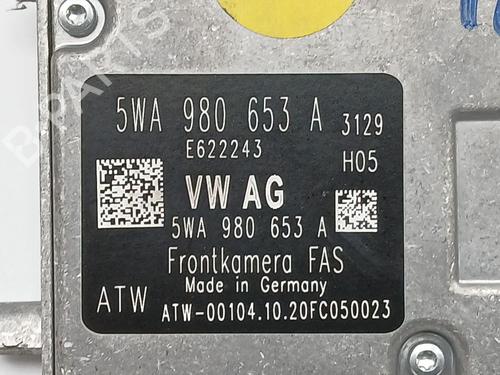 5WA 980 653 A 3129
E622243 H05
VW AG
5WA 980 653 A
Frontkamera FAS
ATW Made in Germany
ATW-00104.10.20FC050023
B-PARTS